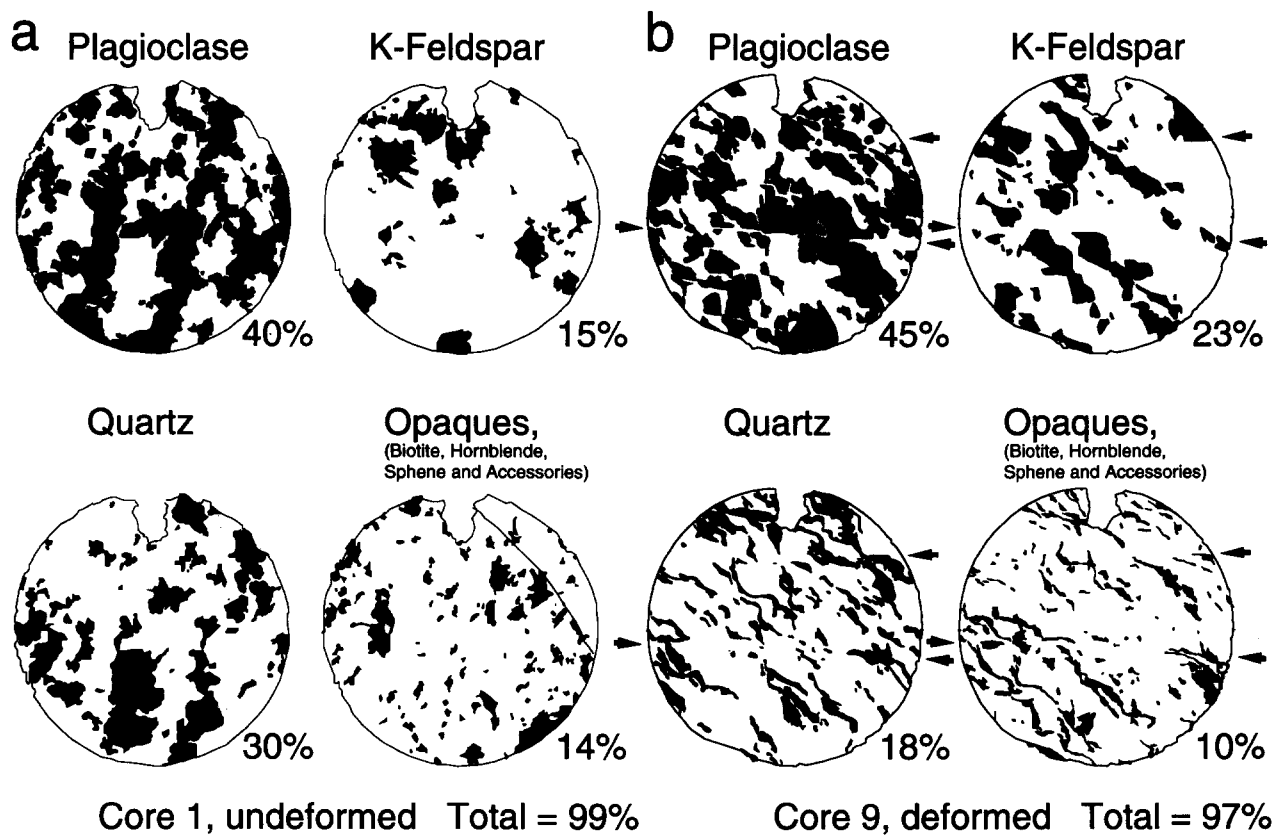 a
Plagioclase
K-Feldspar
40%
15%
Quartz
Opaques,
(Biotite, Hornblende,
Sphene and Accessories)
30%
14%
Core 1, undeformed Total = 99%
b
Plagioclase
K-Feldspar
45%
23%
Quartz
Opaques,
(Biotite, Hornblende,
Sphene and Accessories)
18%
10%
Core 9, deformed Total = 97%